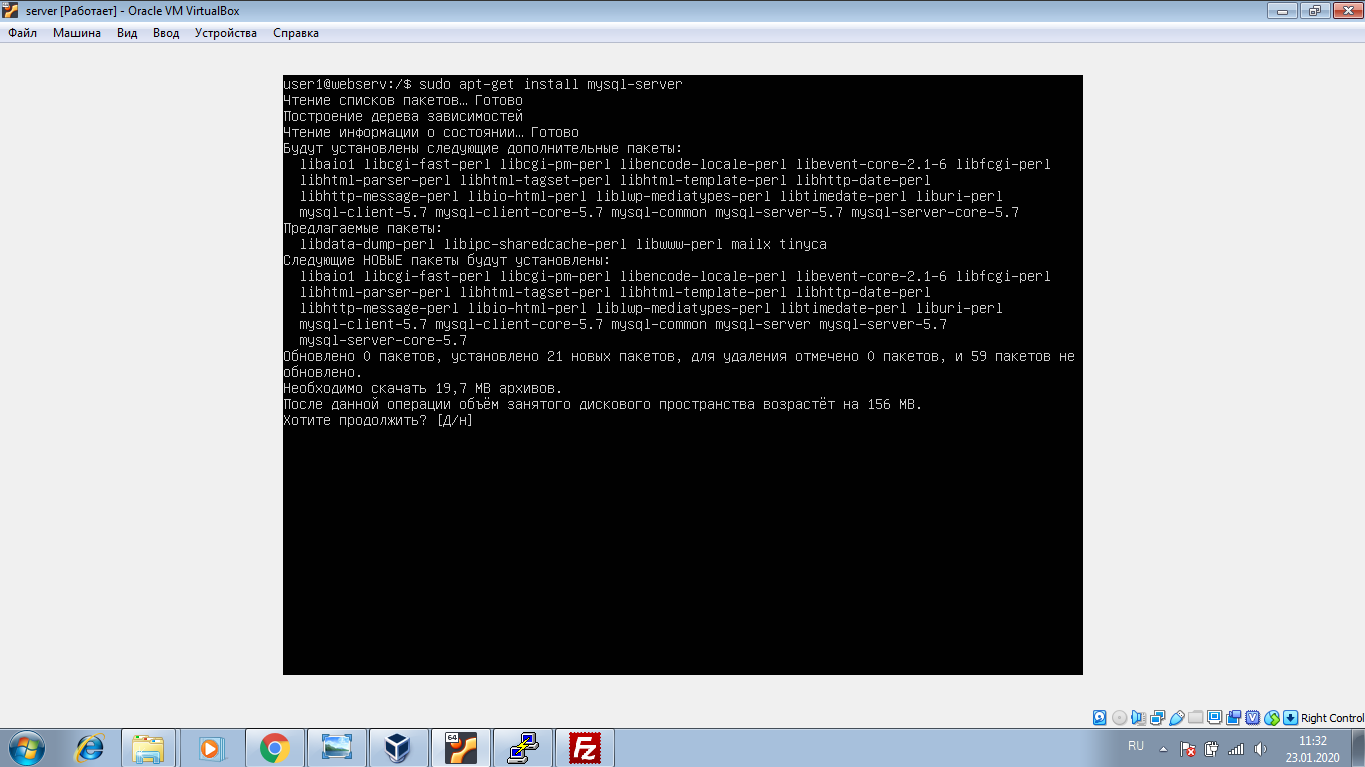 server [Работает] - Oracle VM VirtualBox
Файл Машина Вид Ввод Устройства Справка
user1@webserv:/$ sudo apt-get install mysql-server
Чтение списков пакетов… Готово
Построение дерева зависимостей
Чтение информации о состоянии… Готово
Будут установлены следующие дополнительные пакеты:
libaio1 libcgi-fast-perl libcgi-pm-perl libencode-locale-perl libevent-core-2.1-6 libfcgi-perl
libhtml-parser-perl libhtml-tagset-perl libhtml-template-perl libhttp-date-perl
libhttp-message-perl libio-html-perl liblwp-mediatypes-perl libtimedate-perl liburi-perl
mysql-client-5.7 mysql-client-core-5.7 mysql-common mysql-server-5.7 mysql-server-core-5.7
Предлагаемые пакеты:
libdata-dump-perl libipc-sharedcache-perl libwww-perl mailx tinyca
Следующие НОВЫЕ пакеты будут установлены:
libaio1 libcgi-fast-perl libcgi-pm-perl libencode-locale-perl libevent-core-2.1-6 libfcgi-perl
libhtml-parser-perl libhtml-tagset-perl libhtml-template-perl libhttp-date-perl
libhttp-message-perl libio-html-perl liblwp-mediatypes-perl libtimedate-perl liburi-perl
mysql-client-5.7 mysql-client-core-5.7 mysql-common mysql-server mysql-server-5.7
mysql-server-core-5.7
Обновлено 0 пакетов, установлено 21 новых пакетов, для удаления отмечено 0 пакетов, и 59 пакетов не
обновлено.
Необходимо скачать 19,7 MB архивов.
После данной операции объём занятого дискового пространства возрастёт на 156 MB.
Хотите продолжить? [Д/н]
Right Control
64
Fz
RU
11:32
23.01.2020